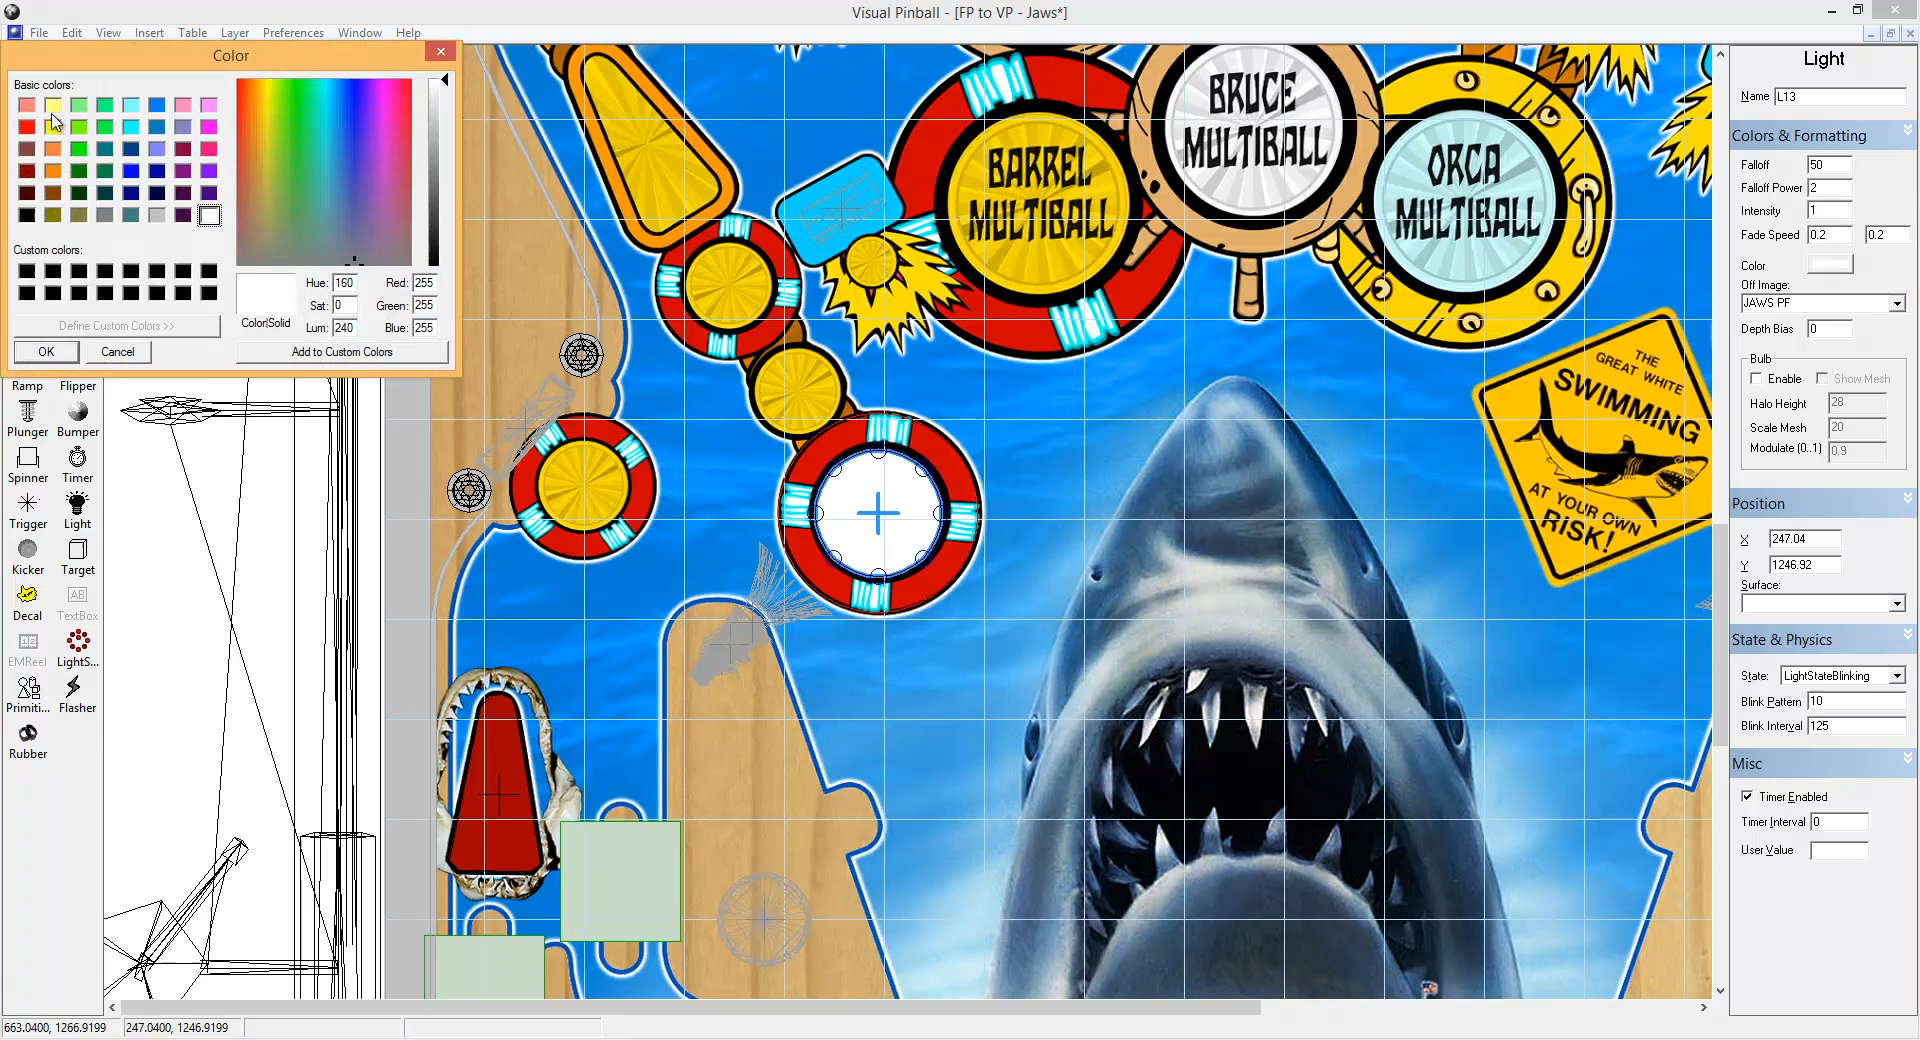 Visual Pinball - [FP to VP - Jaws*]
File Edit View Insert Table Layer Preferences Window Help
Color
Basic colors:
Custom colors:
Define Custom Colors >>
OK Cancel
Color|Solid
Hue: 160 Red: 255
Sat: 0 Green: 255
Lum: 240 Blue: 255
Add to Custom Colors
Ramp Flipper
Plunger Bumper
Spinner Timer
Trigger Light
Kicker Target
Decal TextBox
EMReel LightS...
Primiti... Flasher
Rubber
AB
BARREL
MULTIBALL
BRUCE
MULTIBALL
ORCA
MULTIBALL
THE
GREAT WHITE
SWIMMING
AT YOUR OWN
RISK!
Light
Name L13
Colors & Formatting
Falloff 50
Falloff Power 2
Intensity 1
Fade Speed 0.2 0.2
Color
Off Image:
JAWS PF
Depth Bias 0
Bulb
Enable Show Mesh
Halo Height 28
Scale Mesh 20
Modulate (0..1) 0.9
Position
X 247.04
Y 1246.92
Surface:
State & Physics
State: LightStateBlinking
Blink Pattern 10
Blink Interval 125
Misc
Timer Enabled
Timer Interval 0
User Value
663.0400, 1266.9199 247.0400, 1246.9199